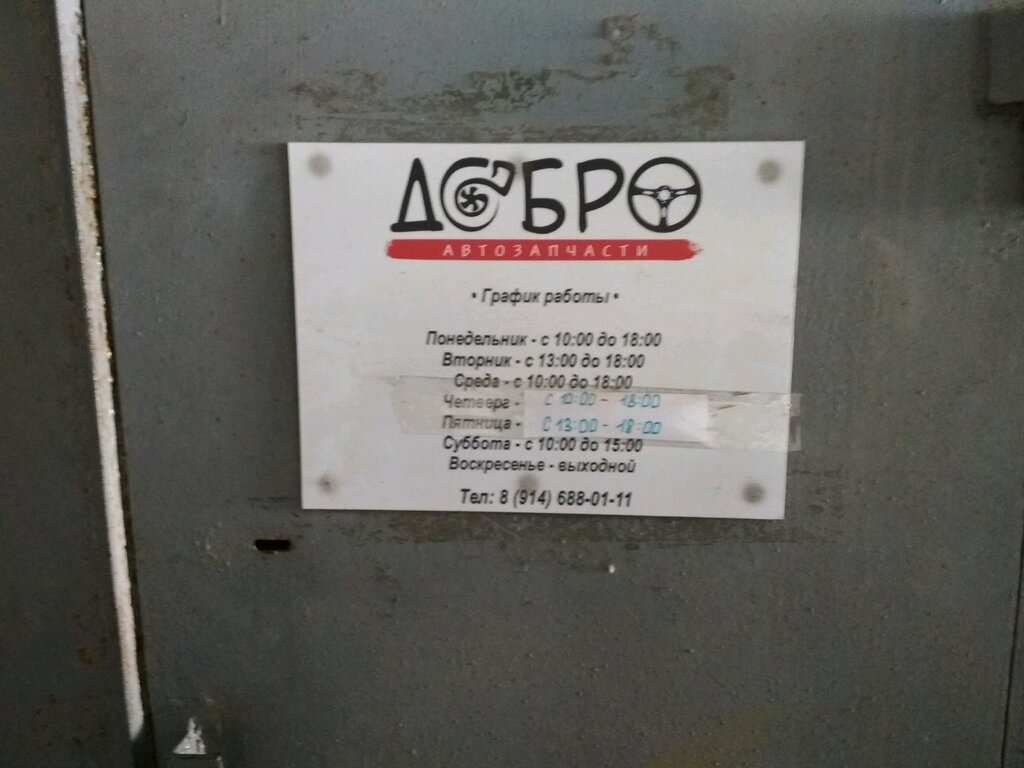 ДОБРО
АВТОЗАПЧАСТИ
• График работы •
Понедельник - с 10:00 до 18:00
Вторник - с 13:00 до 18:00
Среда - с 10:00 до 18:00
Четверг - С 10:00 - 18:00
Пятница - С 13:00 - 18:00
Суббота - с 10:00 до 15:00
Воскресенье - выходной
Тел: 8 (914) 688-01-11